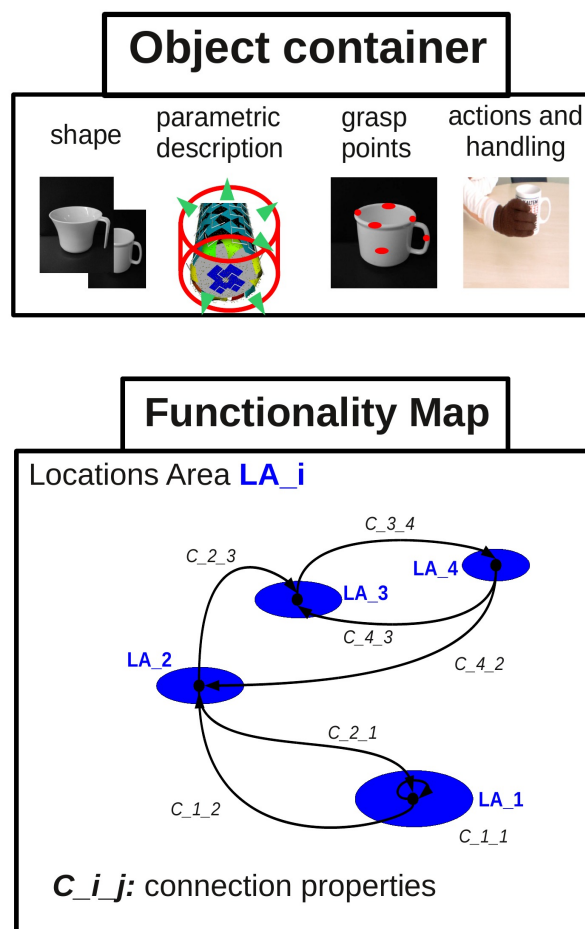 Object container
shape
parametric
description
grasp
points
actions and
handling
Functionality Map
Locations Area LA_i
C_3_4
C_2_3
LA_4
LA_3
C_4_3
C_4_2
LA_2
C_2_1
C_1_2
LA_1
C_1_1
C_i_j: connection properties